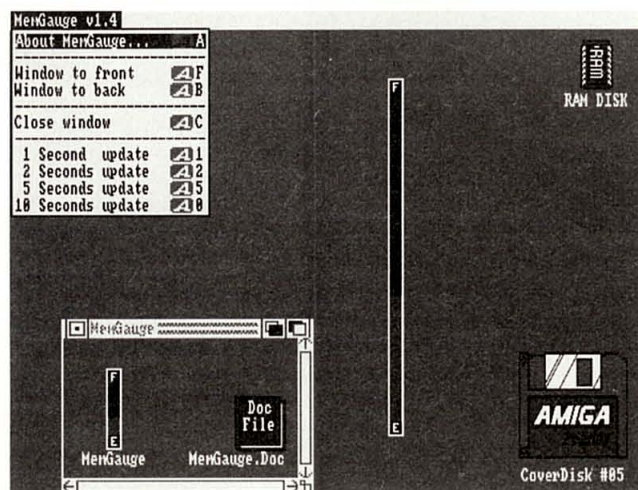 MemGauge v1.4
About MemGauge... A
Window to front A F
Window to back A B
Close window A C
1 Second update A 1
2 Seconds update A 2
5 Seconds update A 5
10 Seconds update A 0
F
E
RAM
RAM DISK
MemGauge
F
E
Doc
File
MemGauge
MemGauge.Doc
AMIGA
CoverDisk #05